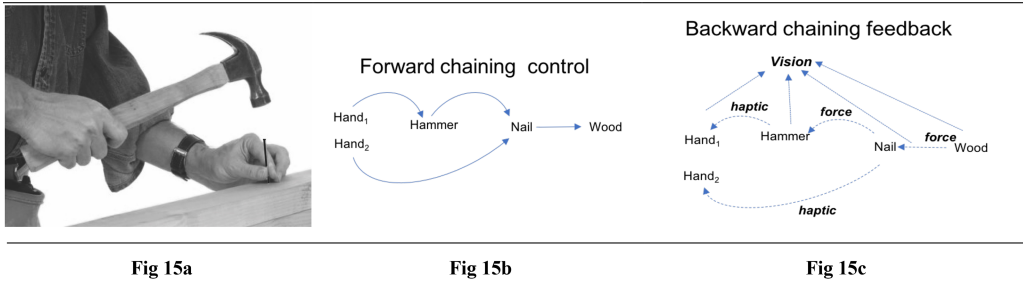 Forward chaining control
Hand₁
Hand₂
Hammer
Nail
Wood
Backward chaining feedback
Vision
haptic
force
Hand₁
Hammer
force
Nail
Wood
Hand₂
haptic
Fig 15a
Fig 15b
Fig 15c